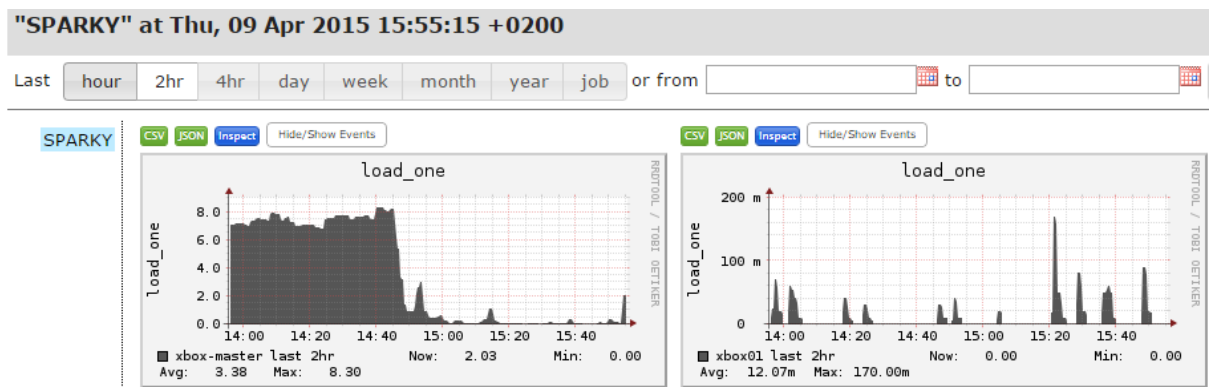 "SPARKY" at Thu, 09 Apr 2015 15:55:15 +0200
Last hour 2hr 4hr day week month year job or from to
SPARKY
CSV JSON Inspect Hide/Show Events
load_one
RRDTOOL / TOBI OETIKER
load_one
8.0
6.0
4.0
2.0
0.0
14:00 14:20 14:40 15:00 15:20 15:40
xbox-master last 2hr Now: 2.03 Min: 0.00
Avg: 3.38 Max: 8.30
CSV JSON Inspect Hide/Show Events
load_one
RRDTOOL / TOBI OETIKER
load_one
200 m
100 m
0
14:00 14:20 14:40 15:00 15:20 15:40
xbox01 last 2hr Now: 0.00 Min: 0.00
Avg: 12.07m Max: 170.00m